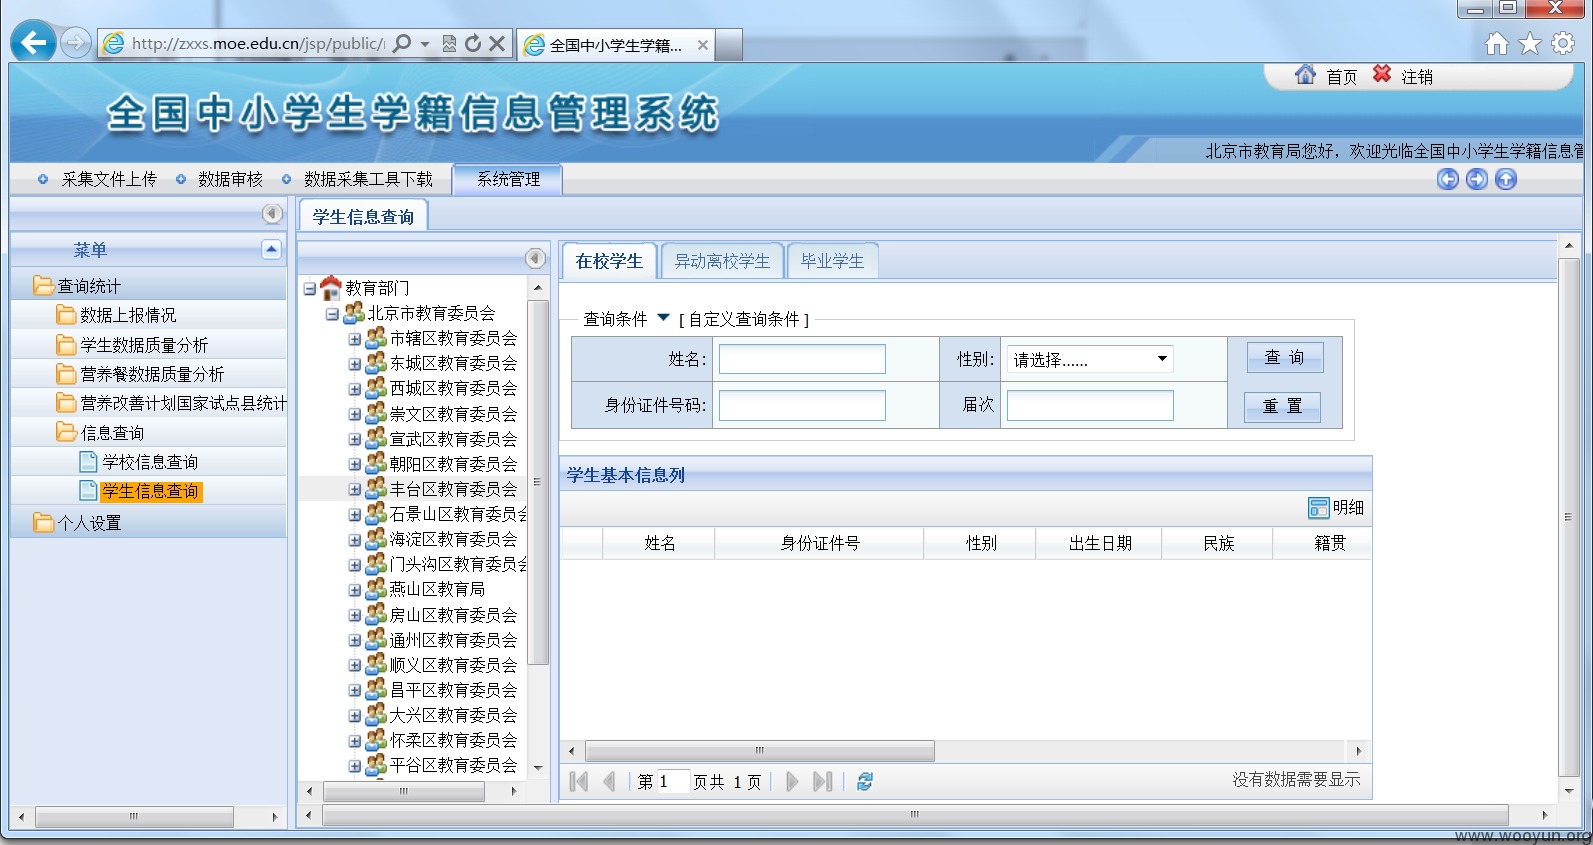 http://zxxs.moe.edu.cn/jsp/public/
全国中小学生学籍...
首页 注销
全国中小学生学籍信息管理系统
北京市教育局您好，欢迎光临全国中小学生学籍信息管
采集文件上传 数据审核 数据采集工具下载 系统管理
学生信息查询
菜单
查询统计
数据上报情况
学生数据质量分析
营养餐数据质量分析
营养改善计划国家试点县统计
信息查询
学校信息查询
学生信息查询
个人设置
教育部门
北京市教育委员会
市辖区教育委员会
东城区教育委员会
西城区教育委员会
崇文区教育委员会
宣武区教育委员会
朝阳区教育委员会
丰台区教育委员会
石景山区教育委员会
海淀区教育委员会
门头沟区教育委员会
燕山区教育局
房山区教育委员会
通州区教育委员会
顺义区教育委员会
昌平区教育委员会
大兴区教育委员会
怀柔区教育委员会
平谷区教育委员会
在校学生 异动离校学生 毕业学生
查询条件 [ 自定义查询条件 ]
姓名: 性别: 请选择...... 查 询
身份证件号码: 届次 重 置
学生基本信息列
明细
姓名 身份证件号 性别 出生日期 民族 籍贯
第 1 页共 1 页
没有数据需要显示
www.wooyun.org